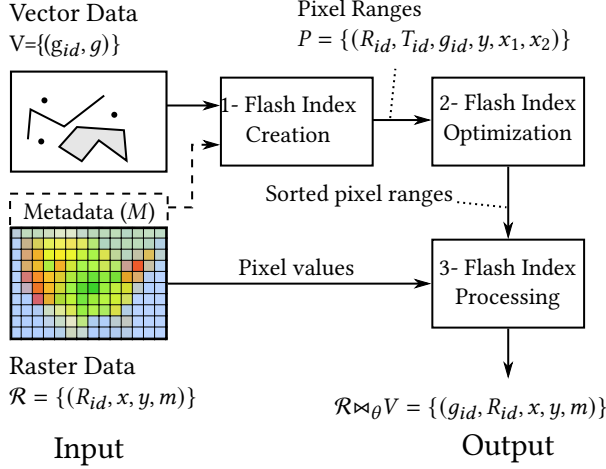 Vector Data
V={(g_id, g)}
Pixel Ranges
P = {(R_id, T_id, g_id, y, x_1, x_2)}
1- Flash Index
Creation
2- Flash Index
Optimization
Sorted pixel ranges
Metadata (M)
Pixel values
3- Flash Index
Processing
Raster Data
ℛ = {(R_id, x, y, m)}
ℛ⋈_θ V = {(g_id, R_id, x, y, m)}
Input
Output